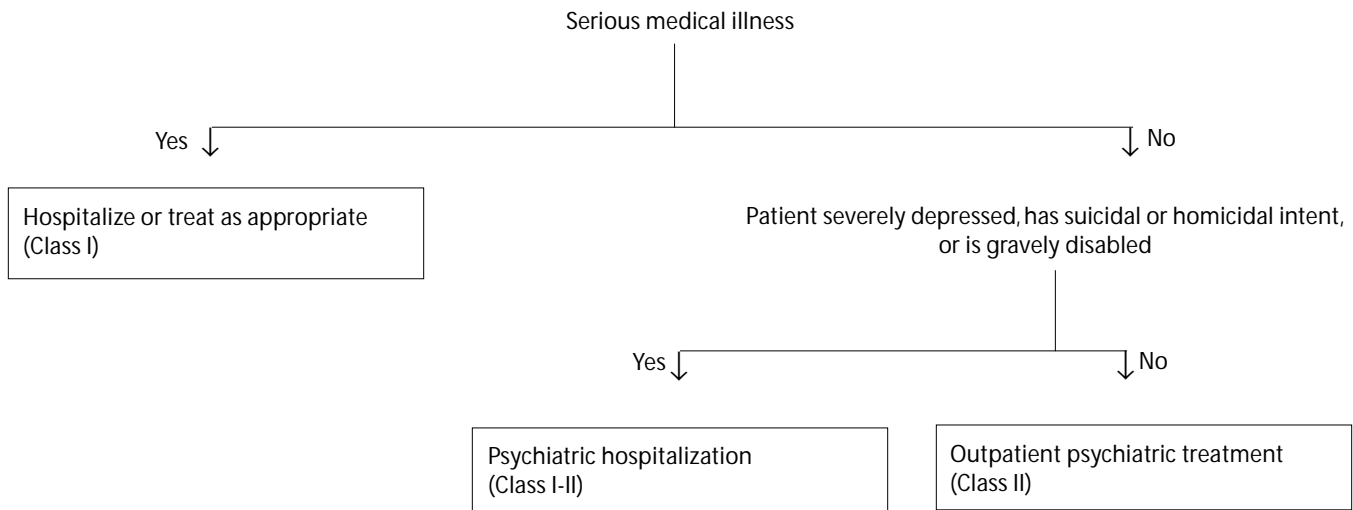 Serious medical illness
Yes
No
Hospitalize or treat as appropriate
(Class I)
Patient severely depressed, has suicidal or homicidal intent,
or is gravely disabled
Yes
No
Psychiatric hospitalization
(Class I-II)
Outpatient psychiatric treatment
(Class II)